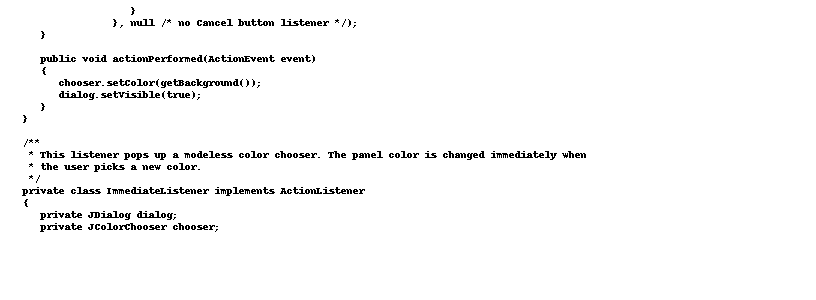 }
}, null /* no Cancel button listener */);
}
public void actionPerformed(ActionEvent event)
{
chooser.setColor(getBackground());
dialog.setVisible(true);
}
}
/**
* This listener pops up a modeless color chooser. The panel color is changed immediately when
* the user picks a new color.
*/
private class ImmediateListener implements ActionListener
{
private JDialog dialog;
private JColorChooser chooser;